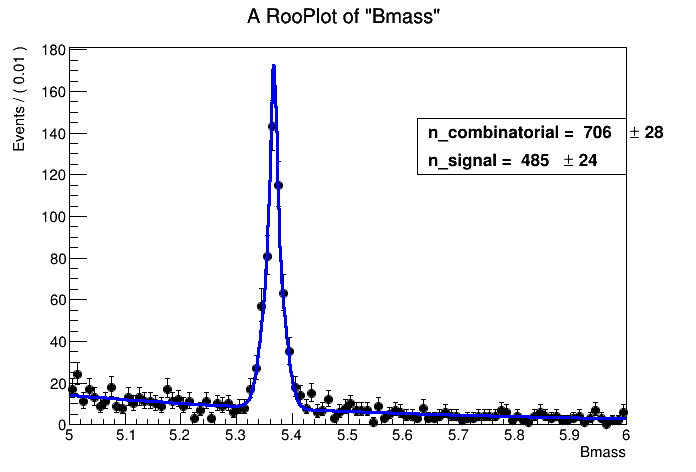 A RooPlot of "Bmass"
Events / ( 0.01 )
180
160
140
120
100
80
60
40
20
0
n_combinatorial = 706 ± 28
n_signal = 485 ± 24
5 5.1 5.2 5.3 5.4 5.5 5.6 5.7 5.8 5.9 6
Bmass